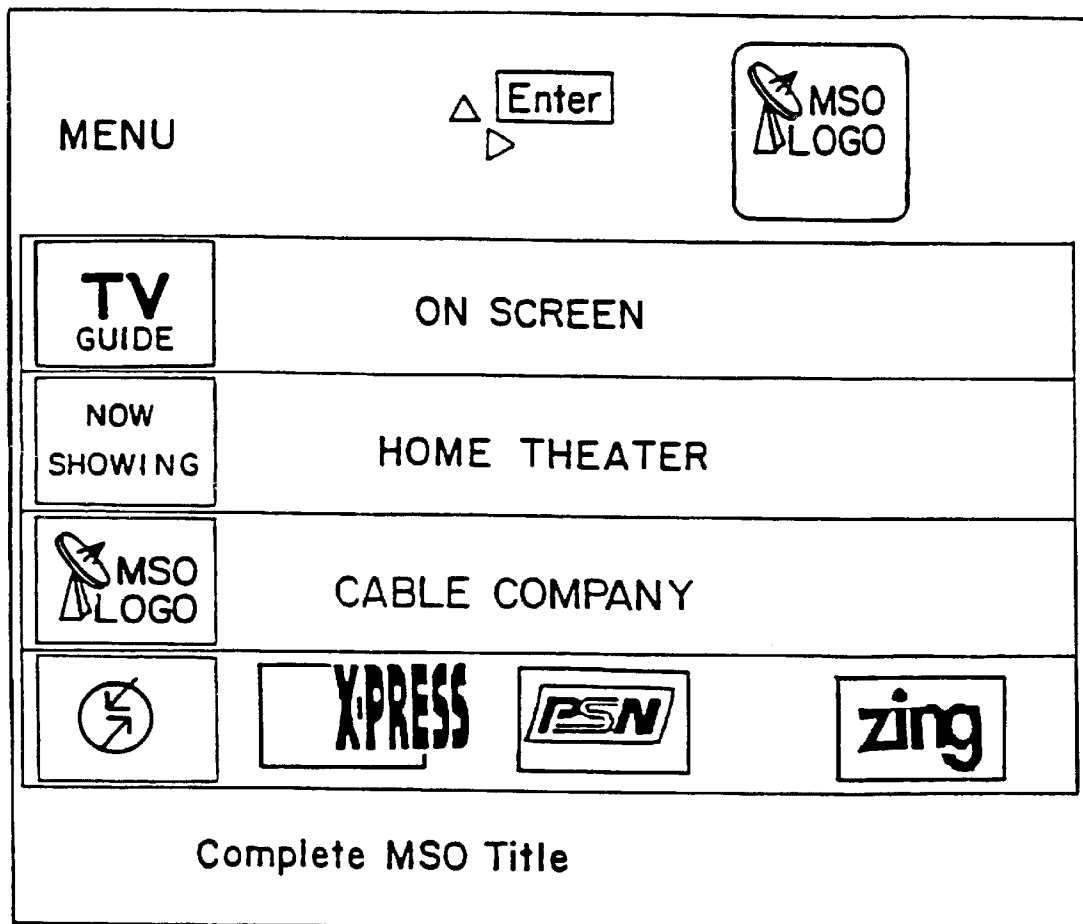 MENU
Enter
MSO
LOGO
TV
GUIDE
ON SCREEN
NOW
SHOWING
HOME THEATER
MSO
LOGO
CABLE COMPANY
X*PRESS
PSN
zing
Complete MSO Title